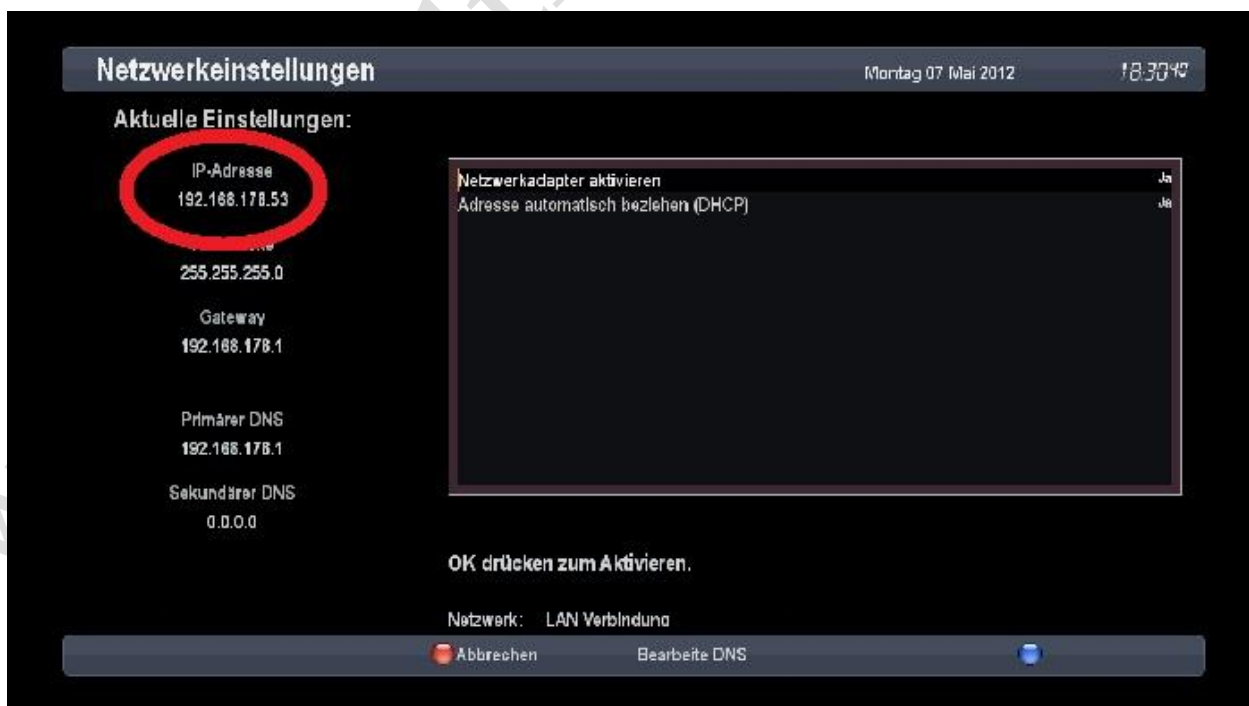 Netzwerkeinstellungen
Montag 07 Mai 2012
18:30 42
Aktuelle Einstellungen:
IP-Adresse
192.168.178.53
255.255.255.0
Gateway
192.168.178.1
Primärer DNS
192.168.178.1
Sekundärer DNS
0.0.0.0
Netzwerkadapter aktivieren Ja
Adresse automatisch beziehen (DHCP) Ja
OK drücken zum Aktivieren.
Netzwerk: LAN Verbindung
Abbrechen Bearbeite DNS